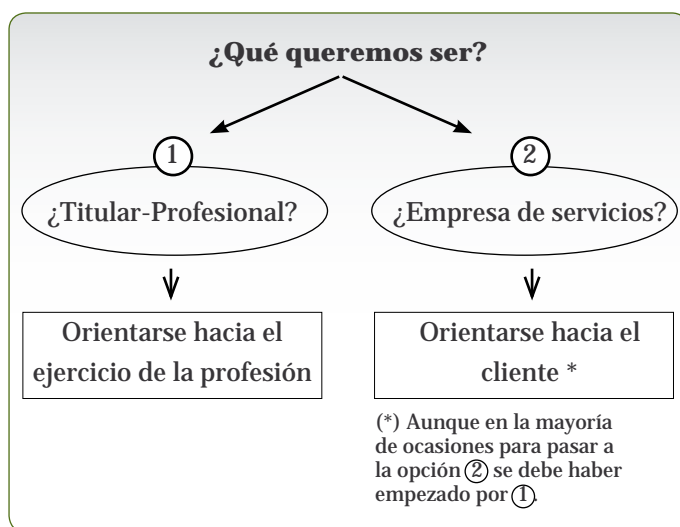 ¿Qué queremos ser?
1
2
¿Titular-Profesional?
¿Empresa de servicios?
Orientarse hacia el
ejercicio de la profesión
Orientarse hacia el
cliente *
(*) Aunque en la mayoría
de ocasiones para pasar a
la opción 2 se debe haber
empezado por 1.